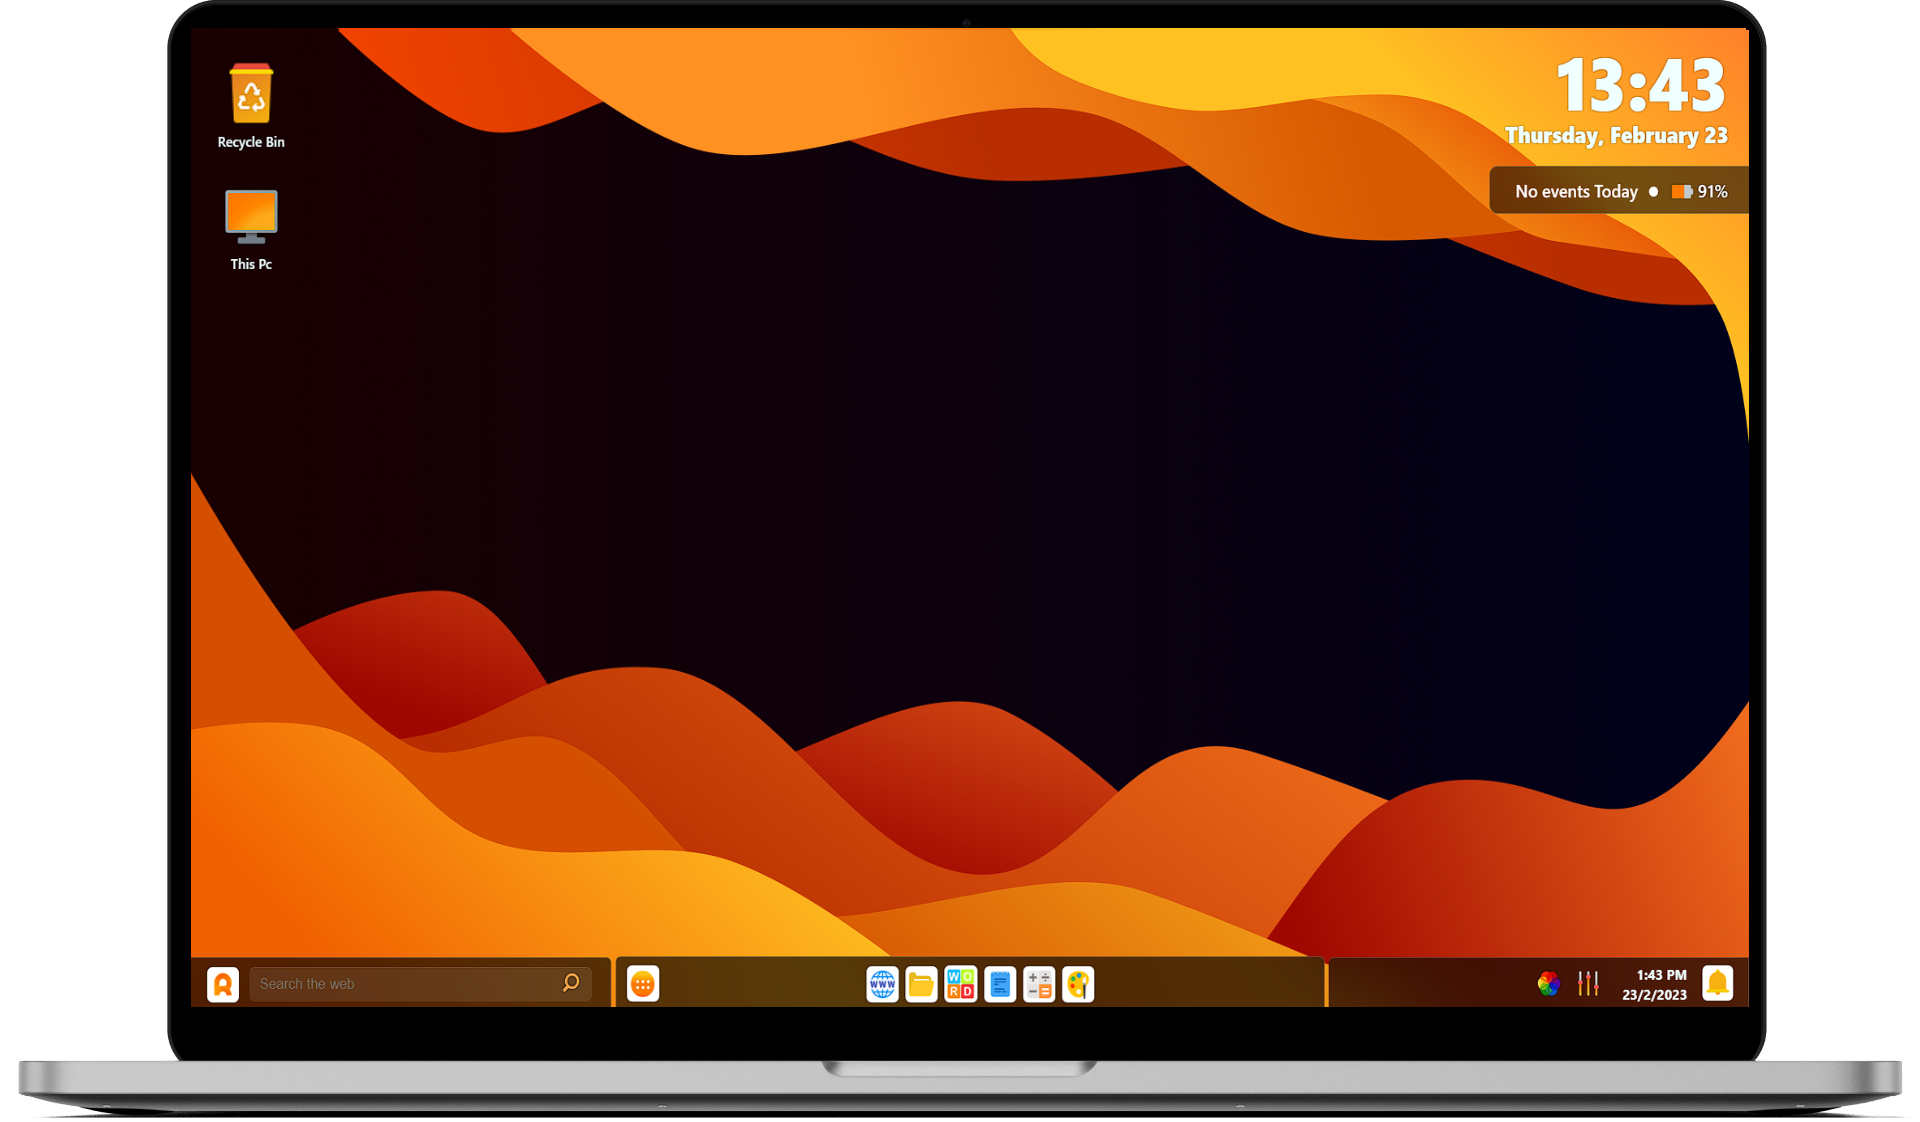 13:43
Thursday, February 23
No events Today
91%
Recycle Bin
This Pc
R
Search the web
WWW
WO
RD
1:43 PM
23/2/2023